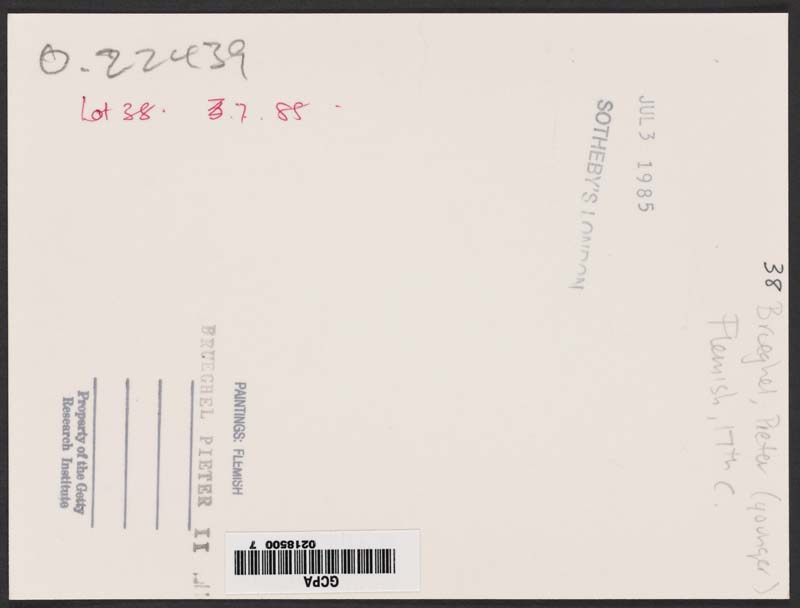 O.22439
Lot 38. 3.7.85
JUL 3 1985
SOTHEBY'S LONDON
38 Brueghel, Pieter (younger)
Flemish, 17th C.
PAINTINGS: FLEMISH
BRUEGHEL PIETER II
Property of the Getty
Research Institute
GCPA
0218500 7